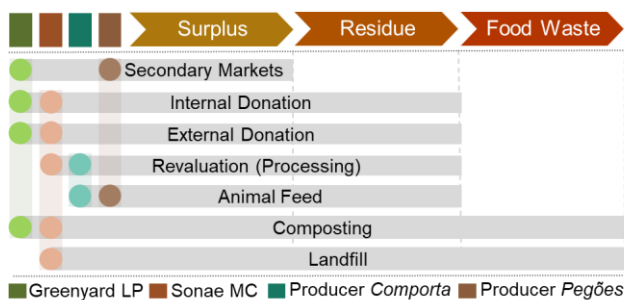 Surplus Residue Food Waste
Secondary Markets
Internal Donation
External Donation
Revaluation (Processing)
Animal Feed
Composting
Landfill
Greenyard LP Sonae MC Producer Comporta Producer Pegões